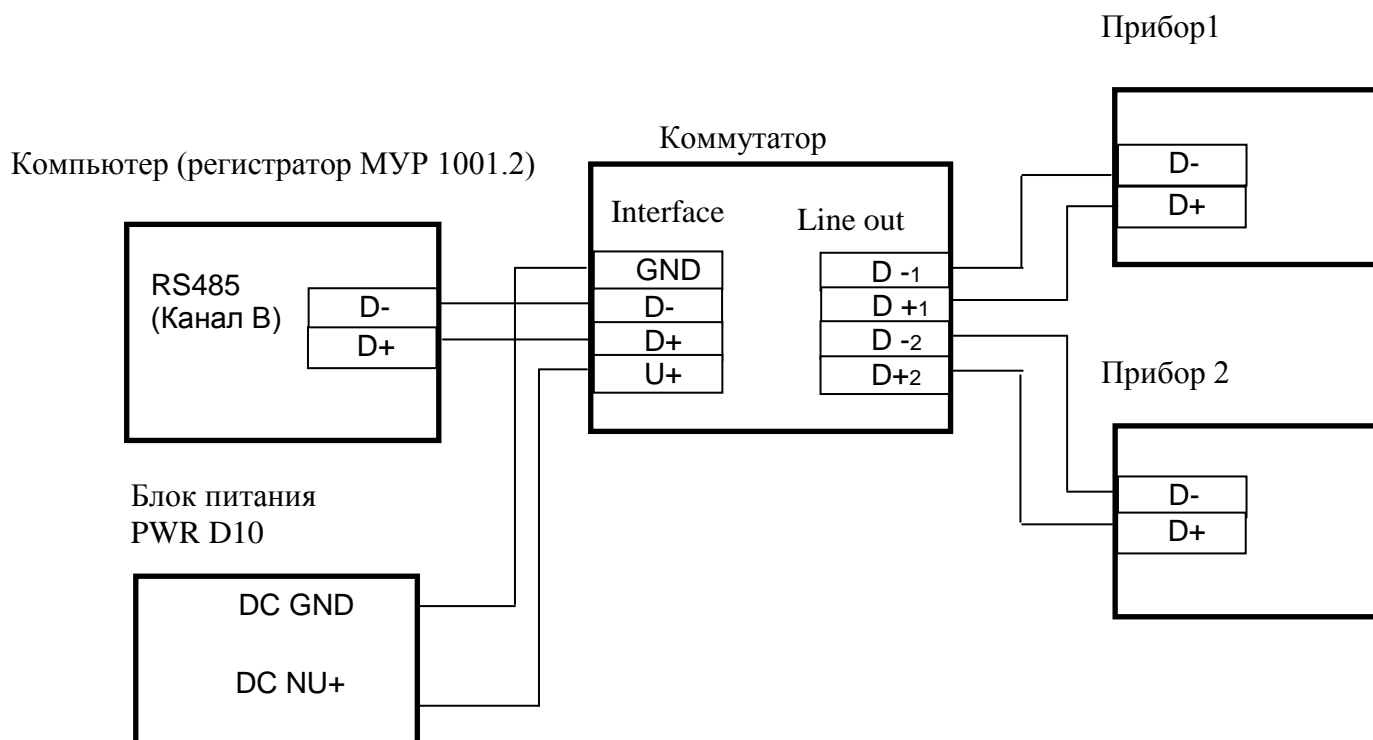 Прибор1
D-
D+
Компьютер (регистратор МУР 1001.2)
RS485
(Канал В)
D-
D+
Коммутатор
Interface
Line out
GND
D-
D+
U+
D -1
D +1
D -2
D+2
Прибор 2
D-
D+
Блок питания
PWR D10
DC GND
DC NU+